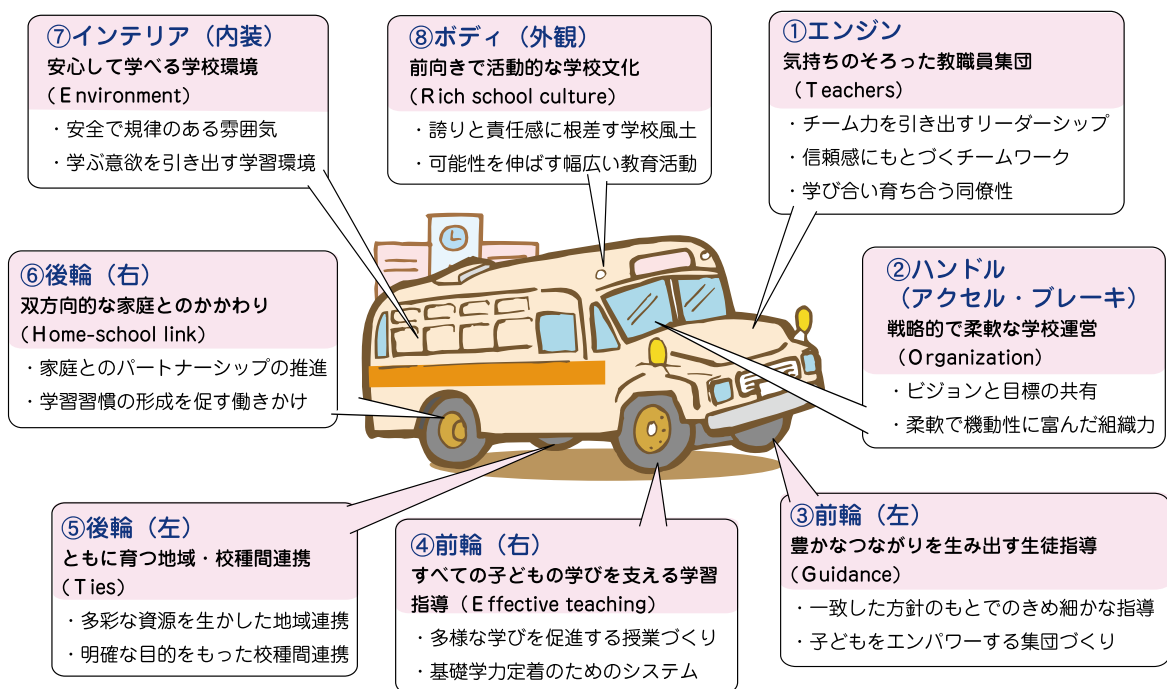 ①エンジン
気持ちのそろった教職員集団
（Teachers）
・チーム力を引き出すリーダーシップ
・信頼感にもとづくチームワーク
・学び合い育ち合う同僚性
②ハンドル
（アクセル・ブレーキ）
戦略的で柔軟な学校運営
（Organization）
・ビジョンと目標の共有
・柔軟で機動性に富んだ組織力
③前輪（左）
豊かなつながりを生み出す生徒指導
（Guidance）
・一致した方針のもとでのきめ細かな指導
・子どもをエンパワーする集団づくり
④前輪（右）
すべての子どもの学びを支える学習
指導（Effective teaching）
・多様な学びを促進する授業づくり
・基礎学力定着のためのシステム
⑤後輪（左）
ともに育つ地域・校種間連携
（Ties）
・多彩な資源を生かした地域連携
・明確な目的をもった校種間連携
⑥後輪（右）
双方向的な家庭とのかかわり
（Home-school link）
・家庭とのパートナーシップの推進
・学習習慣の形成を促す働きかけ
⑦インテリア（内装）
安心して学べる学校環境
（Environment）
・安全で規律のある雰囲気
・学ぶ意欲を引き出す学習環境
⑧ボディ（外観）
前向きで活動的な学校文化
（Rich school culture）
・誇りと責任感に根差す学校風土
・可能性を伸ばす幅広い教育活動